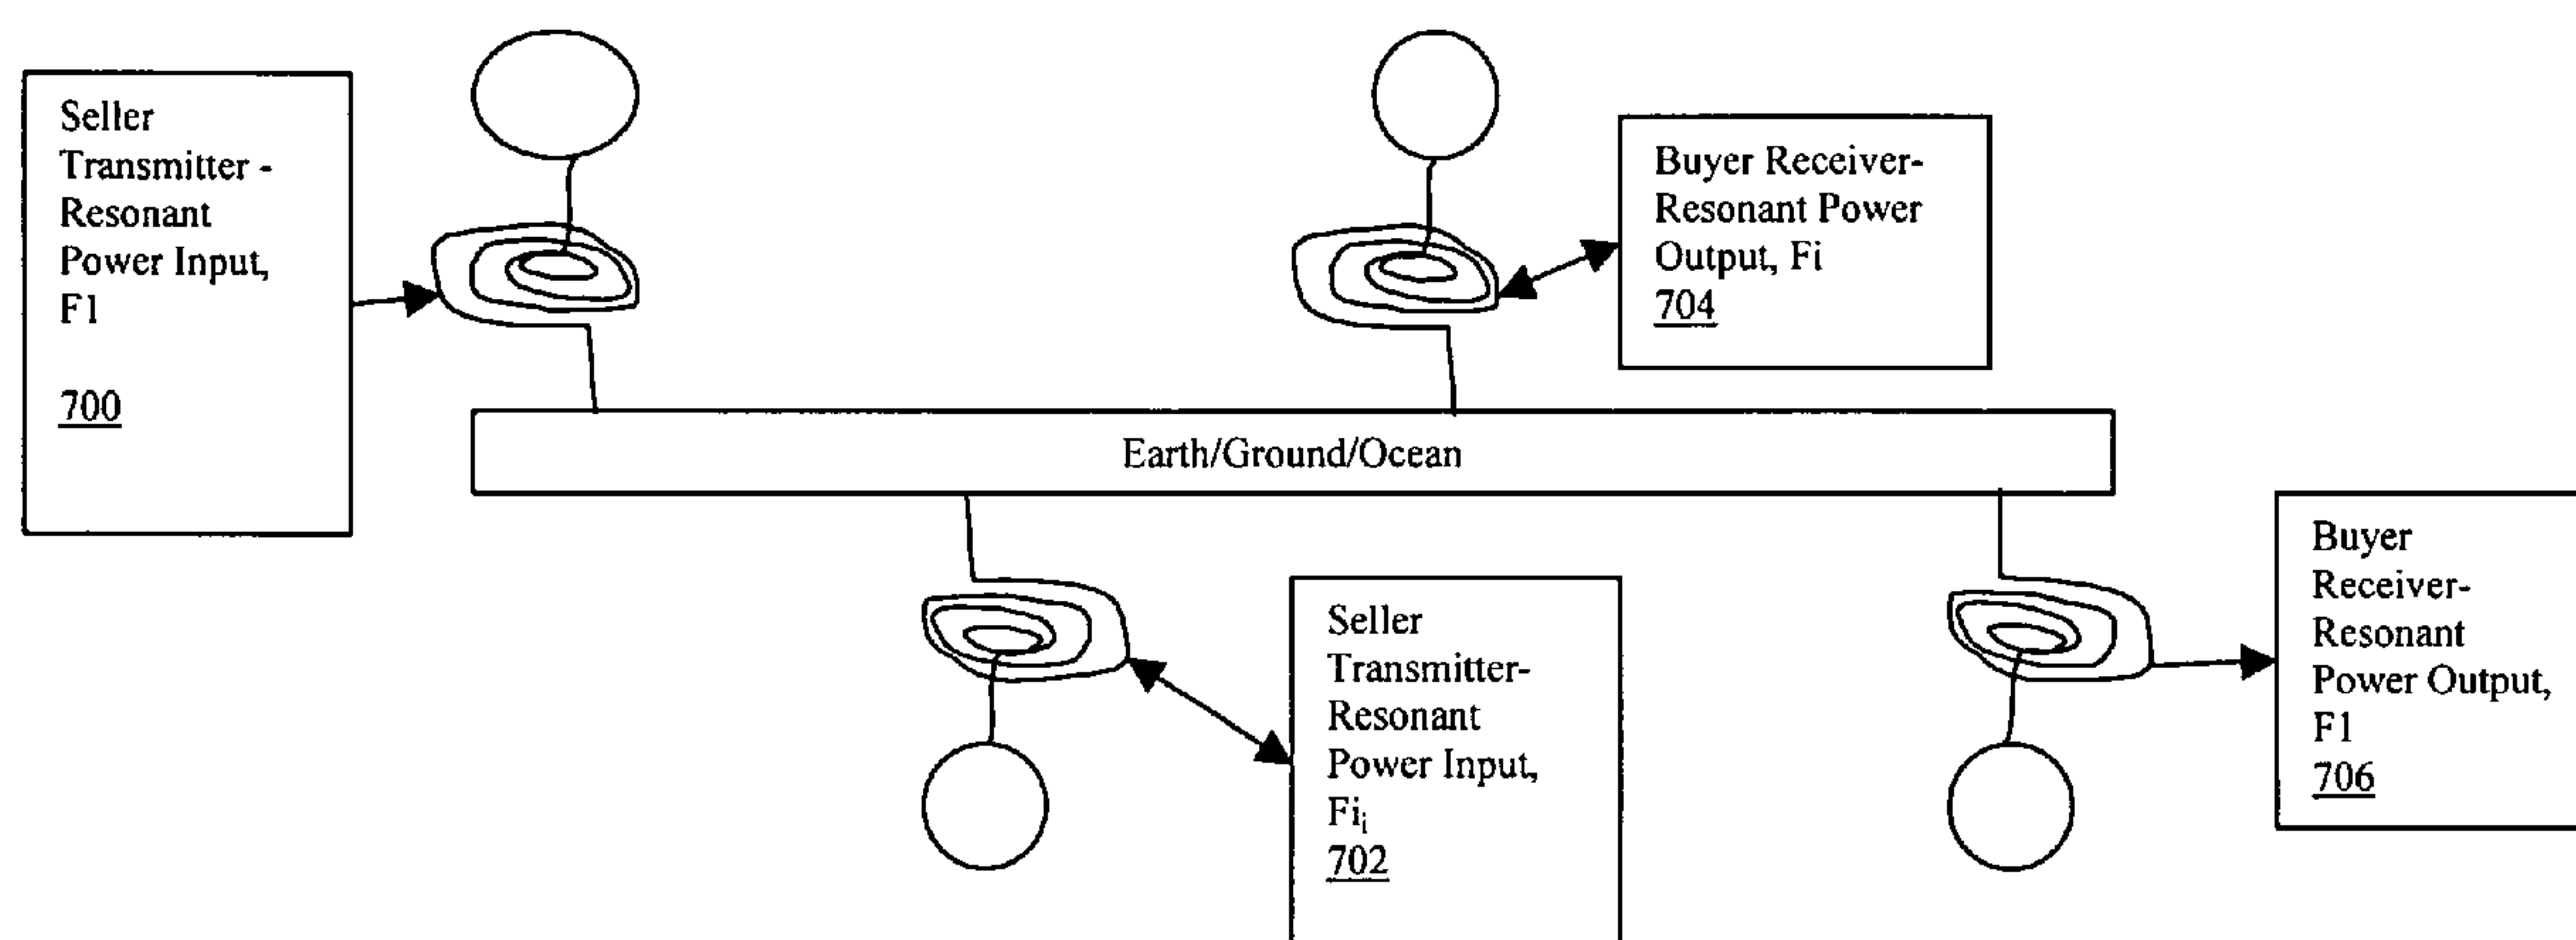 Seller
Transmitter -
Resonant
Power Input,
F1
700
Buyer Receiver-
Resonant Power
Output, Fi
704
Earth/Ground/Ocean
Seller
Transmitter-
Resonant
Power Input,
Fiᵢ
702
Buyer
Receiver-
Resonant
Power Output,
F1
706